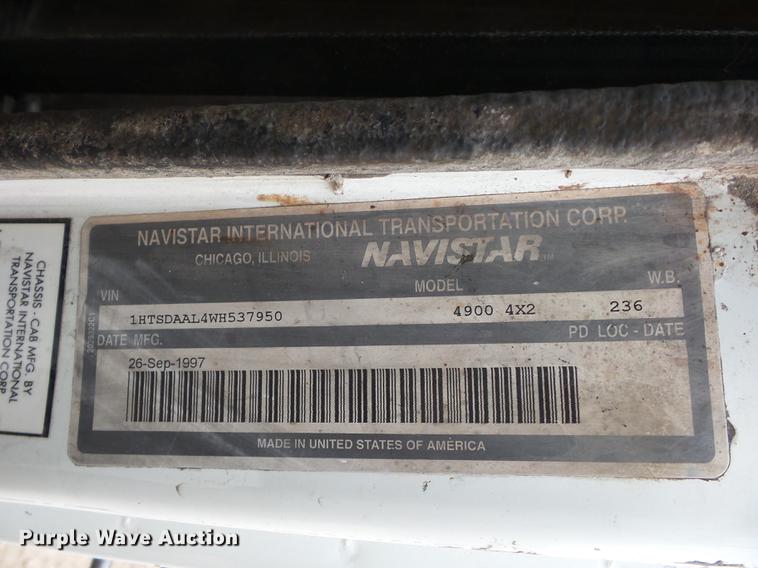 NAVISTAR INTERNATIONAL TRANSPORTATION CORP.
CHICAGO, ILLINOIS NAVISTAR
VIN MODEL W.B.
1HTSDAAL4WH537950 4900 4X2 236
DATE MFG. PD LOC - DATE
26-Sep-1997
MADE IN UNITED STATES OF AMERICA
CHASSIS - CAB MFG. BY
NAVISTAR INTERNATIONAL
TRANSPORTATION CORP
Purple Wave Auction